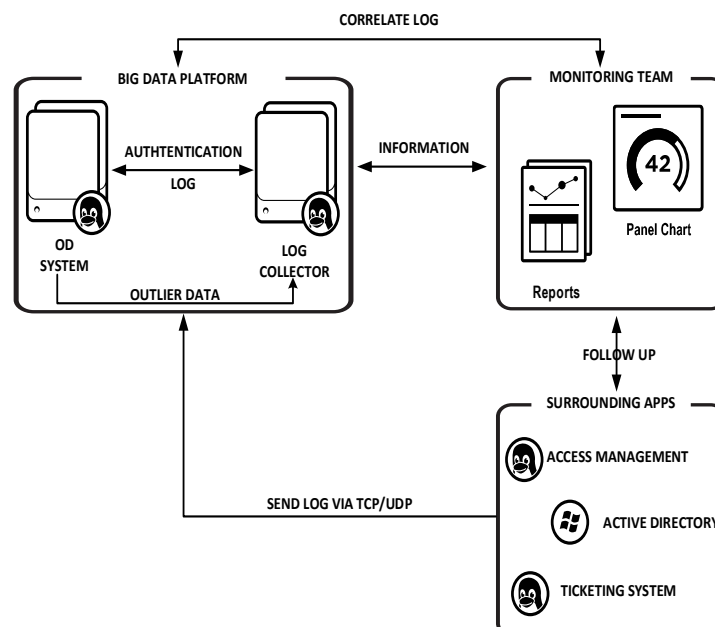 CORRELATE LOG
BIG DATA PLATFORM
MONITORING TEAM
AUTHTENTICATION
LOG
INFORMATION
42
Panel Chart
OD
SYSTEM
LOG
COLLECTOR
Reports
OUTLIER DATA
FOLLOW UP
SURROUNDING APPS
ACCESS MANAGEMENT
SEND LOG VIA TCP/UDP
ACTIVE DIRECTORY
TICKETING SYSTEM